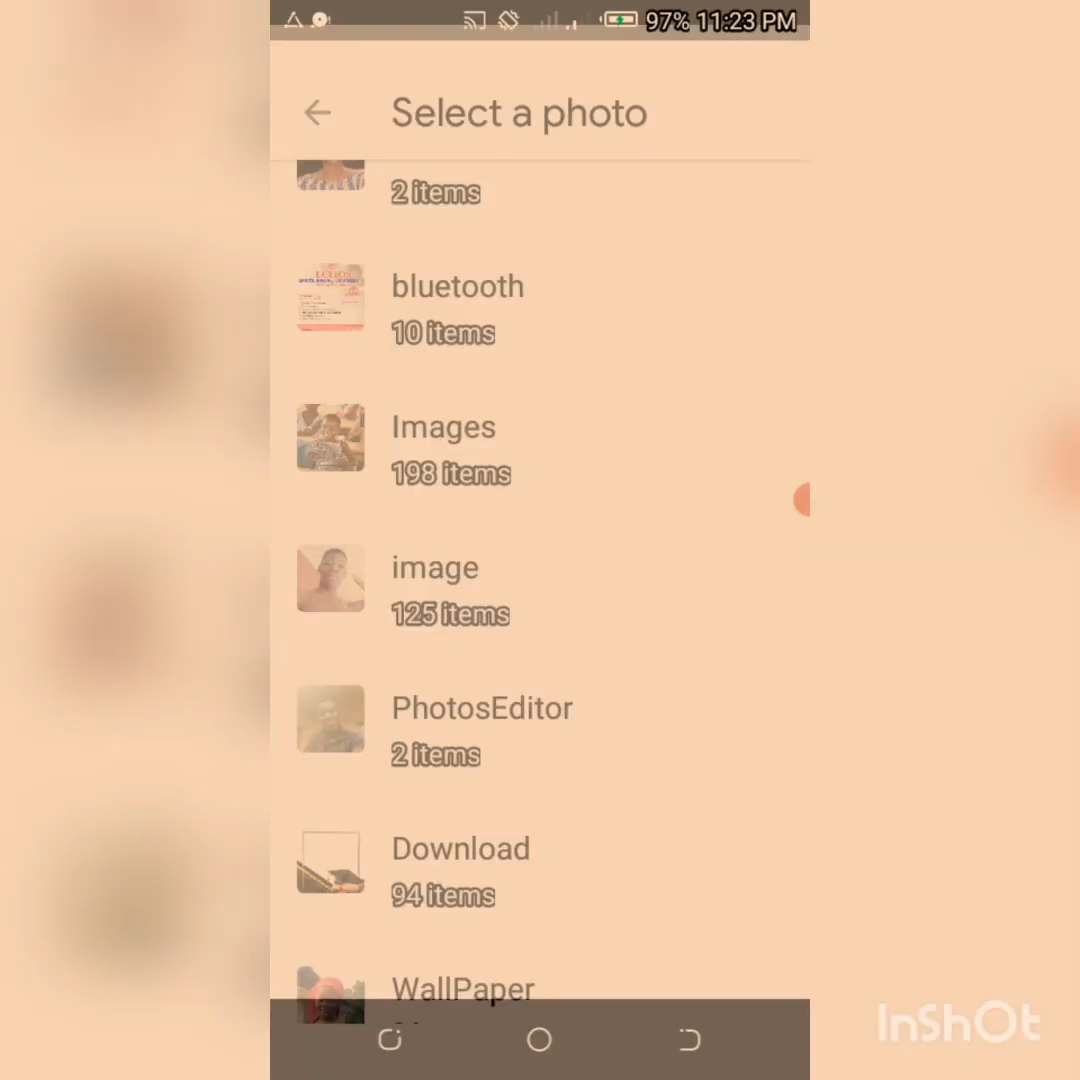 97% 11:23 PM
Select a photo
2 items
bluetooth
10 items
Images
198 items
image
125 items
PhotosEditor
2 items
Download
94 items
WallPaper
InShOt